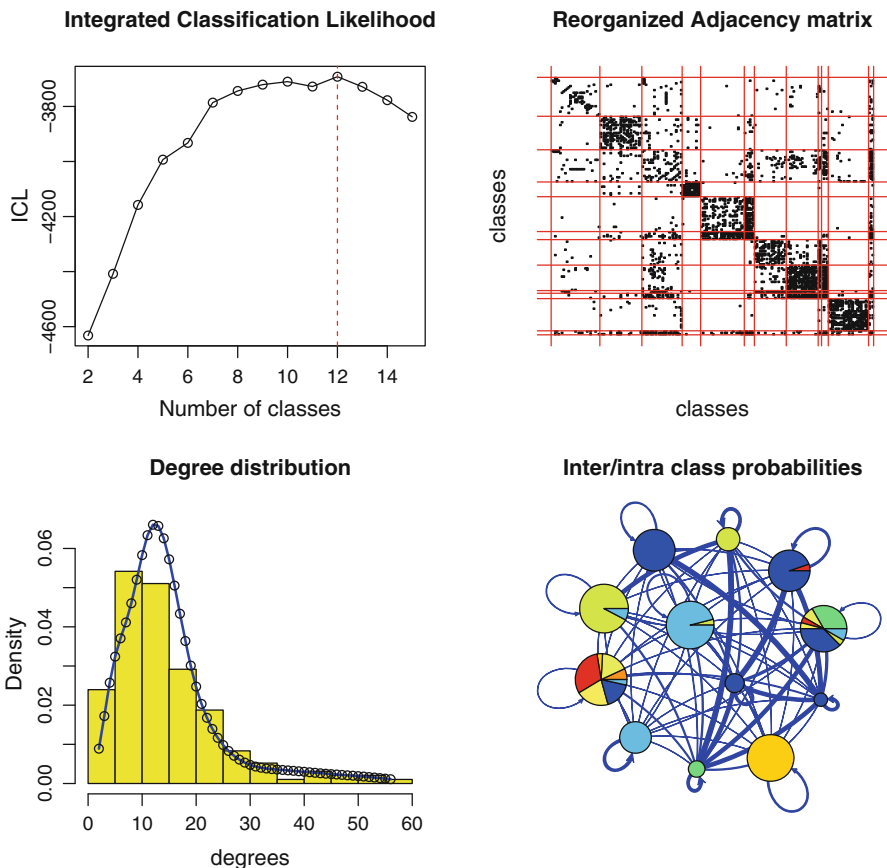 Integrated Classification Likelihood
ICL
−3800
−4200
−4600
2 4 6 8 10 12 14
Number of classes
Reorganized Adjacency matrix
classes
classes
Degree distribution
Density
0.06
0.04
0.02
0.00
0 10 20 30 40 50 60
degrees
Inter/intra class probabilities